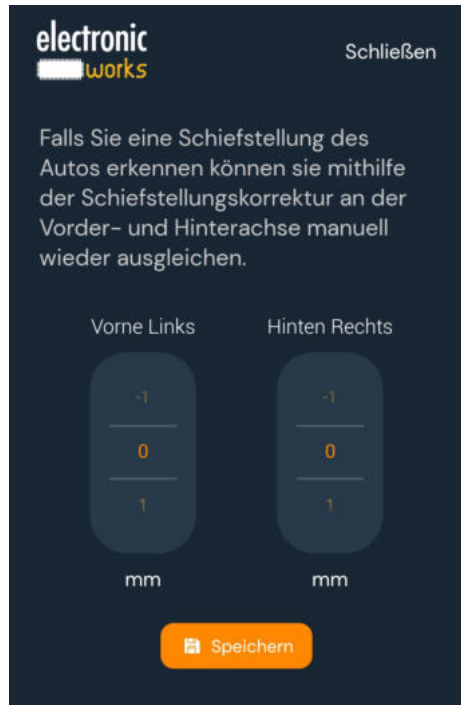 electronic
works
Schließen
Falls Sie eine Schiefstellung des
Autos erkennen können sie mithilfe
der Schiefstellungskorrektur an der
Vorder- und Hinterachse manuell
wieder ausgleichen.
Vorne Links Hinten Rechts
-1 -1
0 0
1 1
mm mm
Speichern